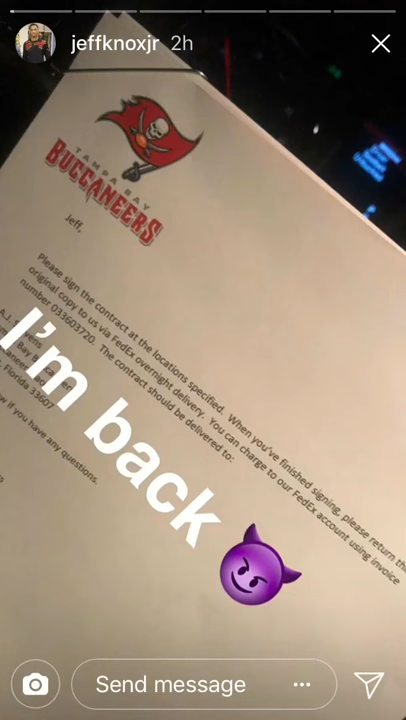 jeffknoxjr 2h
TAMPA BAY
BUCCANEERS
Jeff,
Please sign the contract at the locations specified. When you've finished signing, please return the
original copy to us via FedEx overnight delivery. You can charge to our FedEx account using invoice
number 033603720. The contract should be delivered to:
A.J.
Bay
Florida 33607
if you have any questions.
I'm back
Send message